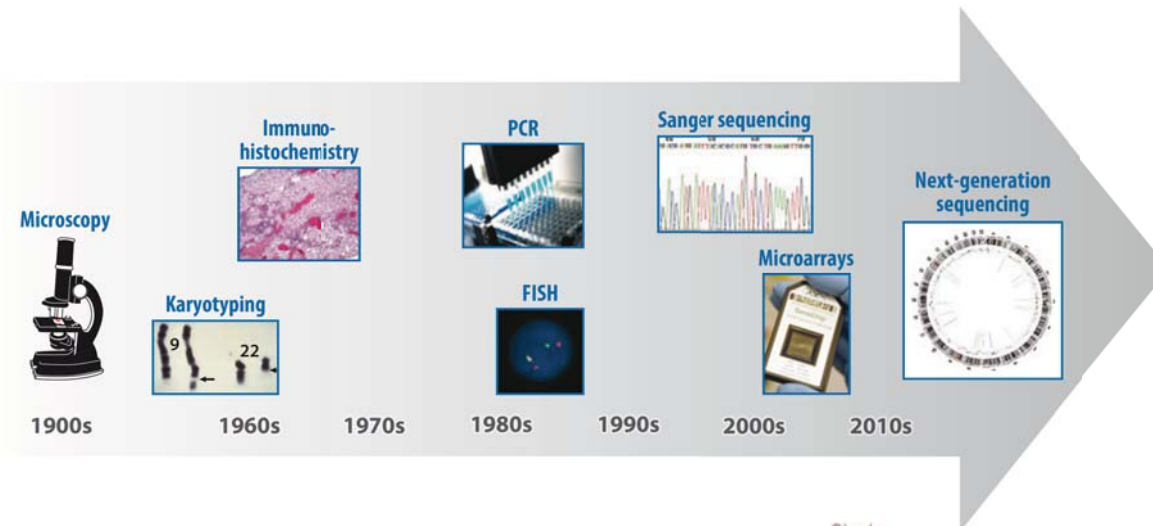 Immuno-
histochemistry
PCR
Sanger sequencing
Next-generation
sequencing
Microscopy
Microarrays
Karyotyping
FISH
9
22
1900s
1960s
1970s
1980s
1990s
2000s
2010s